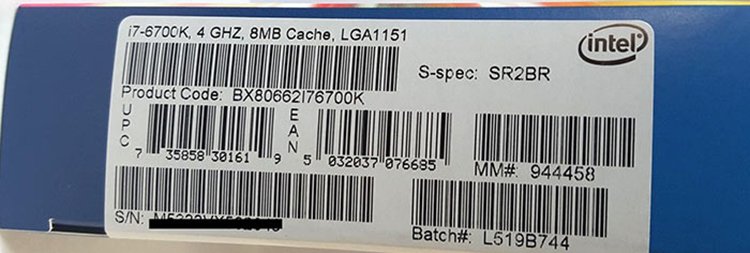 i7-6700K, 4 GHZ, 8MB Cache, LGA1151
intel
S-spec: SR2BR
Product Code: BX80662I76700K
UPC
7 35858 30161 9
EAN
5 032037 076685
MM#: 944458
S/N:
Batch#: L519B744